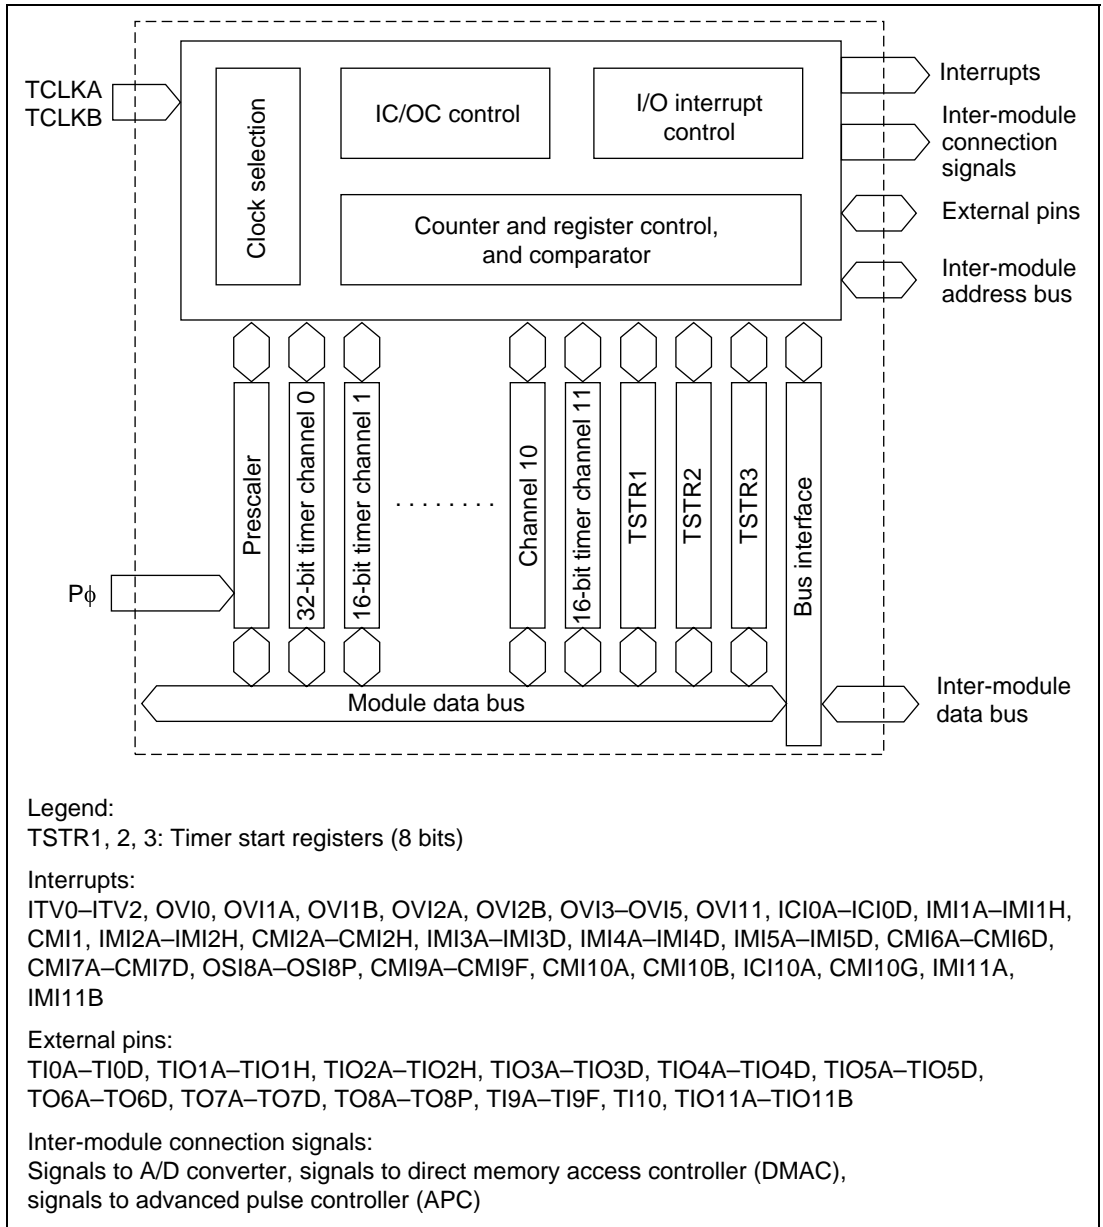 TCLKA
TCLKB
Clock selection
IC/OC control
I/O interrupt
control
Counter and register control,
and comparator
Interrupts
Inter-module
connection
signals
External pins
Inter-module
address bus
Prescaler
32-bit timer channel 0
16-bit timer channel 1
. . . . . . . .
Channel 10
16-bit timer channel 11
TSTR1
TSTR2
TSTR3
Bus interface
Pϕ
Module data bus
Inter-module
data bus
Legend:
TSTR1, 2, 3: Timer start registers (8 bits)
Interrupts:
ITV0–ITV2, OVI0, OVI1A, OVI1B, OVI2A, OVI2B, OVI3–OVI5, OVI11, ICI0A–ICI0D, IMI1A–IMI1H,
CMI1, IMI2A–IMI2H, CMI2A–CMI2H, IMI3A–IMI3D, IMI4A–IMI4D, IMI5A–IMI5D, CMI6A–CMI6D,
CMI7A–CMI7D, OSI8A–OSI8P, CMI9A–CMI9F, CMI10A, CMI10B, ICI10A, CMI10G, IMI11A,
IMI11B
External pins:
TI0A–TI0D, TIO1A–TIO1H, TIO2A–TIO2H, TIO3A–TIO3D, TIO4A–TIO4D, TIO5A–TIO5D,
TO6A–TO6D, TO7A–TO7D, TO8A–TO8P, TI9A–TI9F, TI10, TIO11A–TIO11B
Inter-module connection signals:
Signals to A/D converter, signals to direct memory access controller (DMAC),
signals to advanced pulse controller (APC)